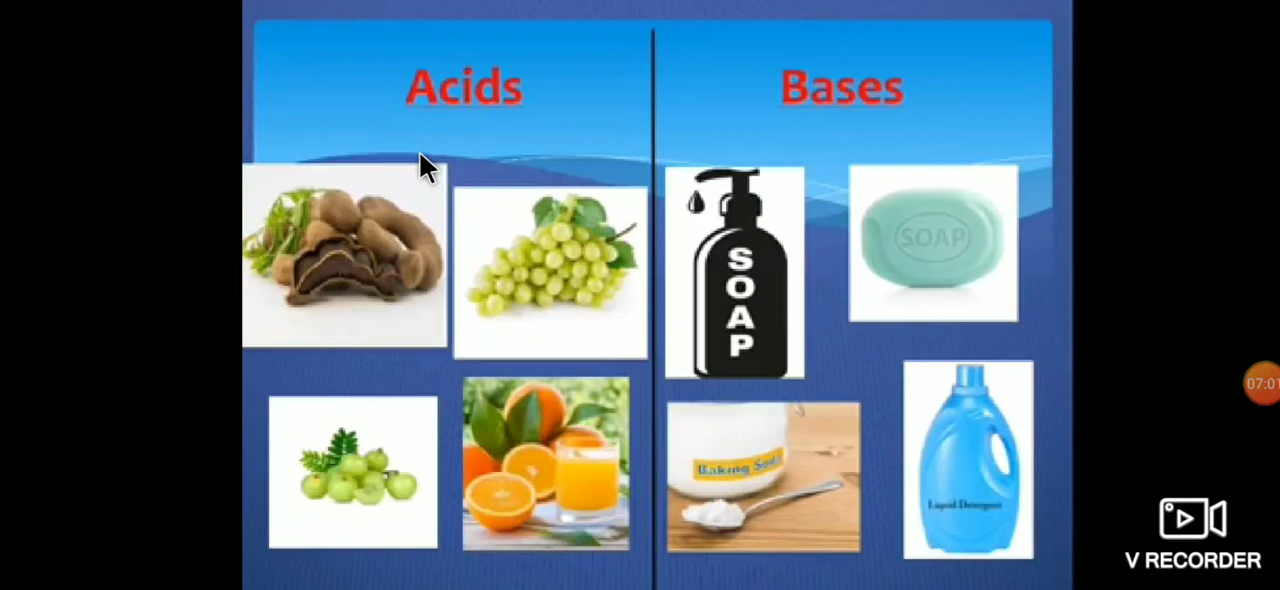 Acids
Bases
SOAP
SOAP
Baking Soda
Liquid Detergent
07:01
V RECORDER